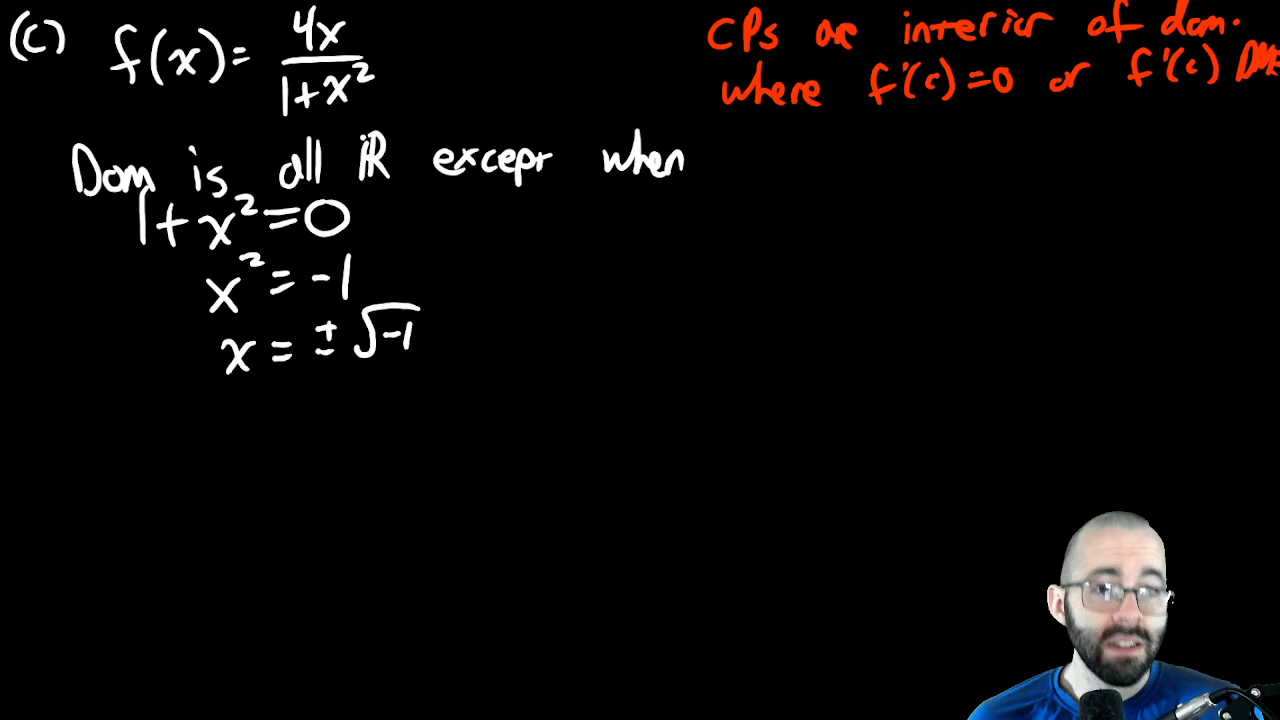 (c) f(x) = 4x / 1+x²
CPs are interior of dom.
where f'(c)=0 or f'(c) DNE
Dom is all ℝ except when
1+x²=0
x²=-1
x=±√-1